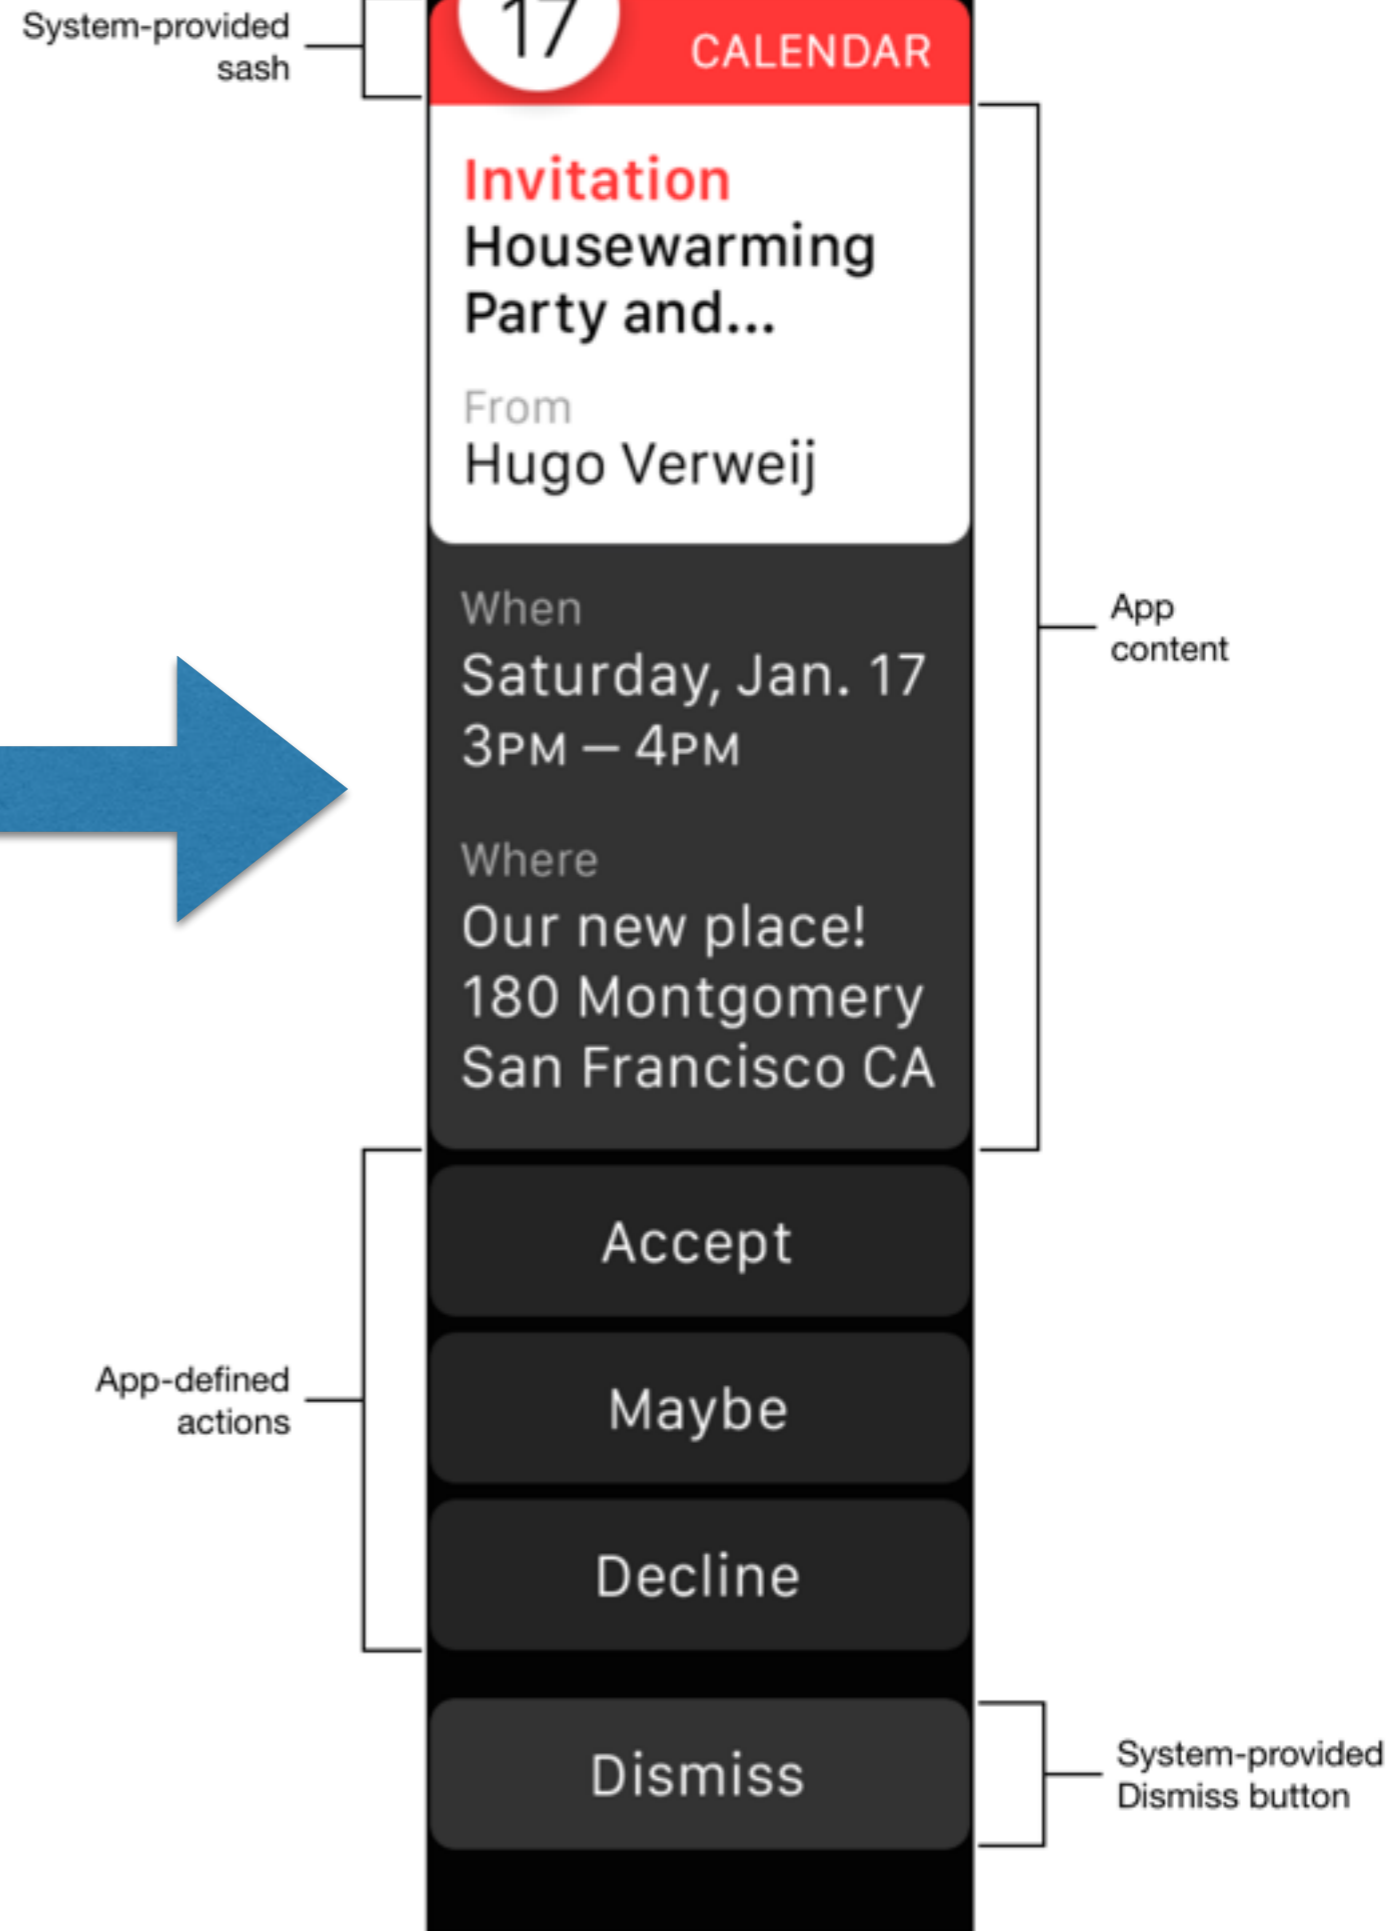 System-provided
sash
17
CALENDAR
Invitation
Housewarming
Party and...
From
Hugo Verweij
When
Saturday, Jan. 17
3PM – 4PM
Where
Our new place!
180 Montgomery
San Francisco CA
App
content
Accept
Maybe
Decline
App-defined
actions
Dismiss
System-provided
Dismiss button